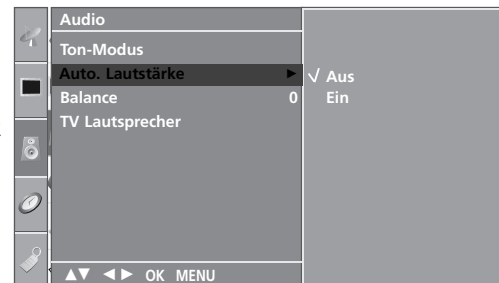 Audio
Ton-Modus
Auto. Lautstärke ►
Balance 0
TV Lautsprecher
▲▼ ◄► OK MENU
√ Aus
Ein